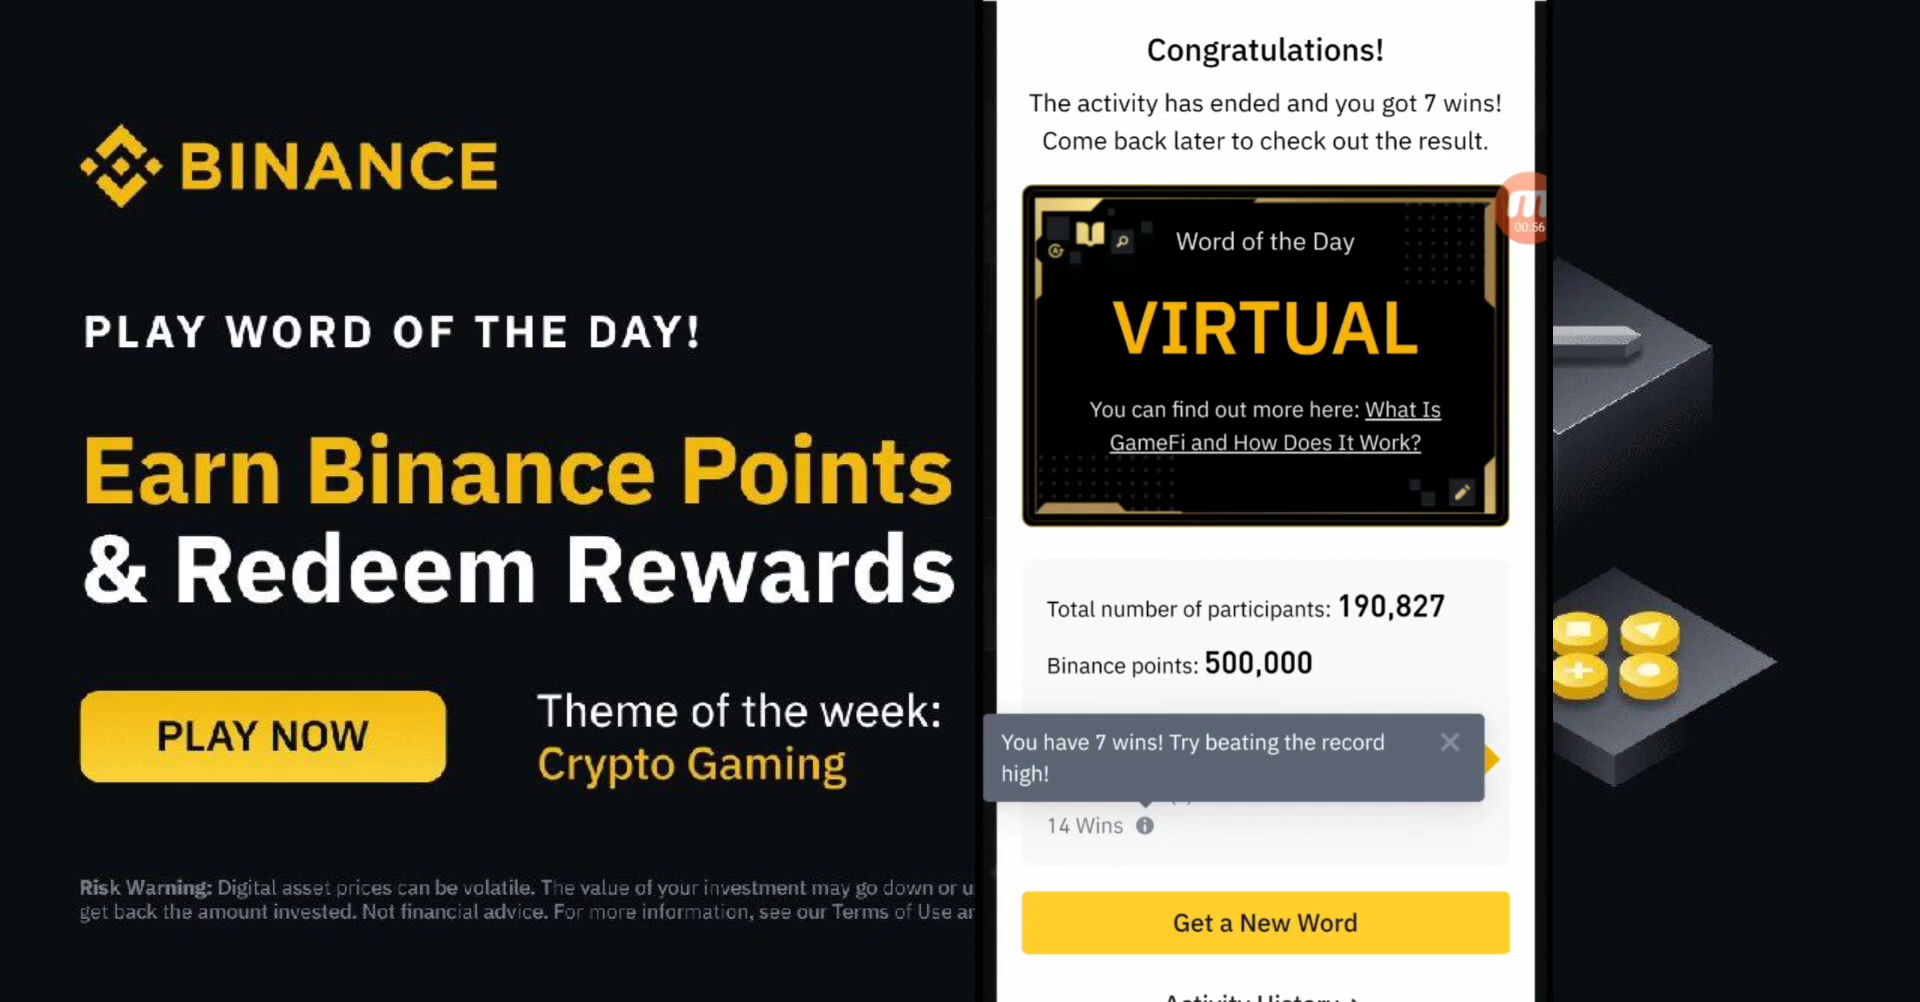 BINANCE
PLAY WORD OF THE DAY!
Earn Binance Points
& Redeem Rewards
PLAY NOW
Theme of the week:
Crypto Gaming
Risk Warning: Digital asset prices can be volatile. The value of your investment may go down or
get back the amount invested. Not financial advice. For more information, see our Terms of Use
Congratulations!
The activity has ended and you got 7 wins!
Come back later to check out the result.
00:56
Word of the Day
VIRTUAL
You can find out more here: What Is
GameFi and How Does It Work?
Total number of participants: 190,827
Binance points: 500,000
You have 7 wins! Try beating the record
high!
14 Wins
Get a New Word
Activity History